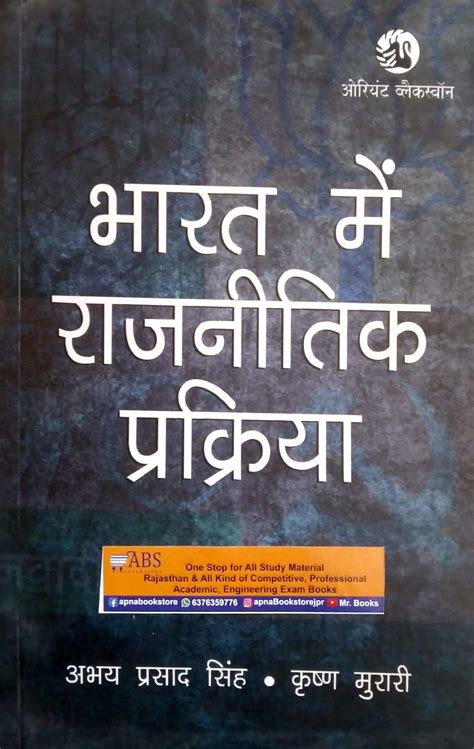 ओरियंट ब्लैकस्वॉन
भारत में
राजनीतिक
प्रक्रिया
ABS
One Stop for All Study Material
Rajasthan & All Kind of Competitive, Professional
Academic, Engineering Exam Books
apnabookstore 6376359776 apnaBookstorejpr Mr. Books
अभय प्रसाद सिंह • कृष्ण मुरारी